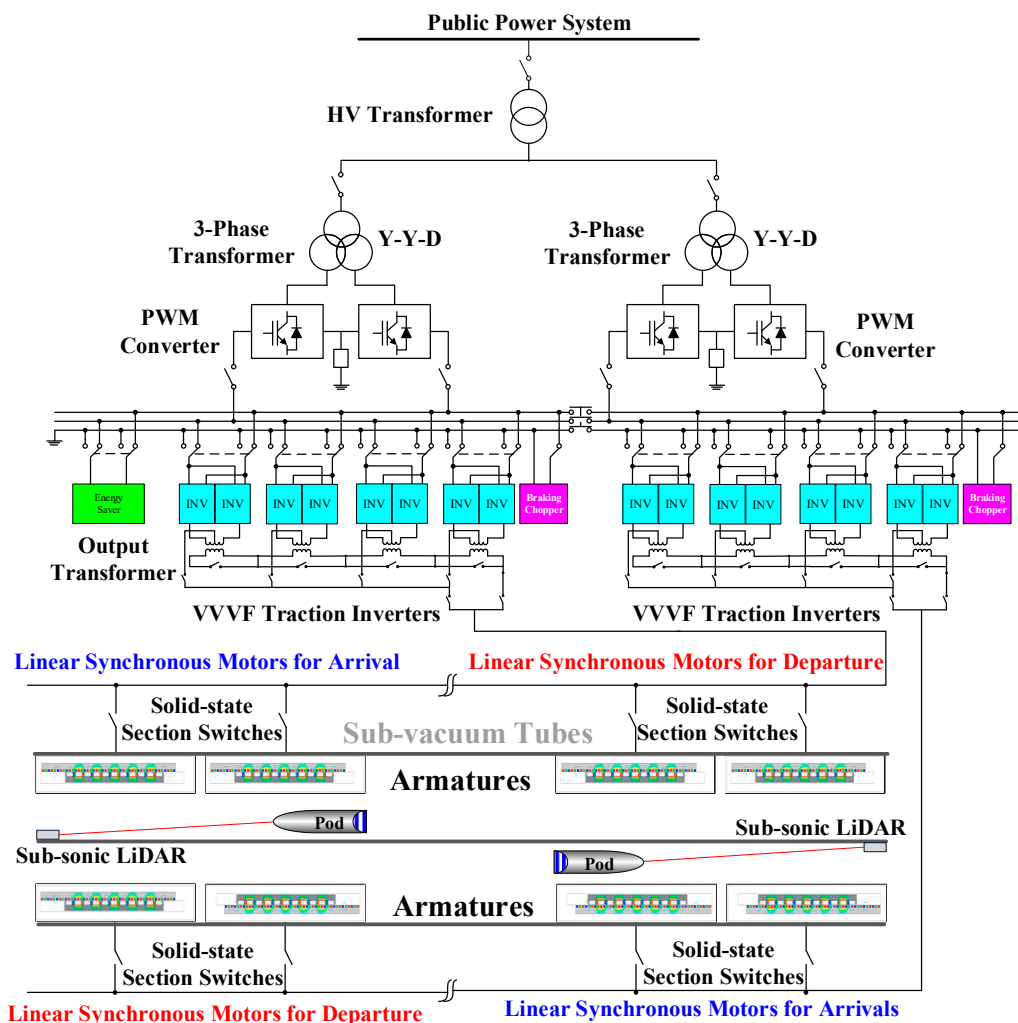 Public Power System
HV Transformer
3-Phase
Transformer
Y-Y-D
3-Phase
Transformer
Y-Y-D
PWM
Converter
PWM
Converter
Energy
Saver
INV INV INV INV INV INV INV INV
Braking
Chopper
INV INV INV INV INV INV INV INV
Braking
Chopper
Output
Transformer
VVVF Traction Inverters
VVVF Traction Inverters
Linear Synchronous Motors for Arrival
Linear Synchronous Motors for Departure
Solid-state
Section Switches
Sub-vacuum Tubes
Solid-state
Section Switches
Armatures
Pod
Sub-sonic LiDAR
Sub-sonic LiDAR
Pod
Armatures
Solid-state
Section Switches
Solid-state
Section Switches
Linear Synchronous Motors for Departure
Linear Synchronous Motors for Arrivals